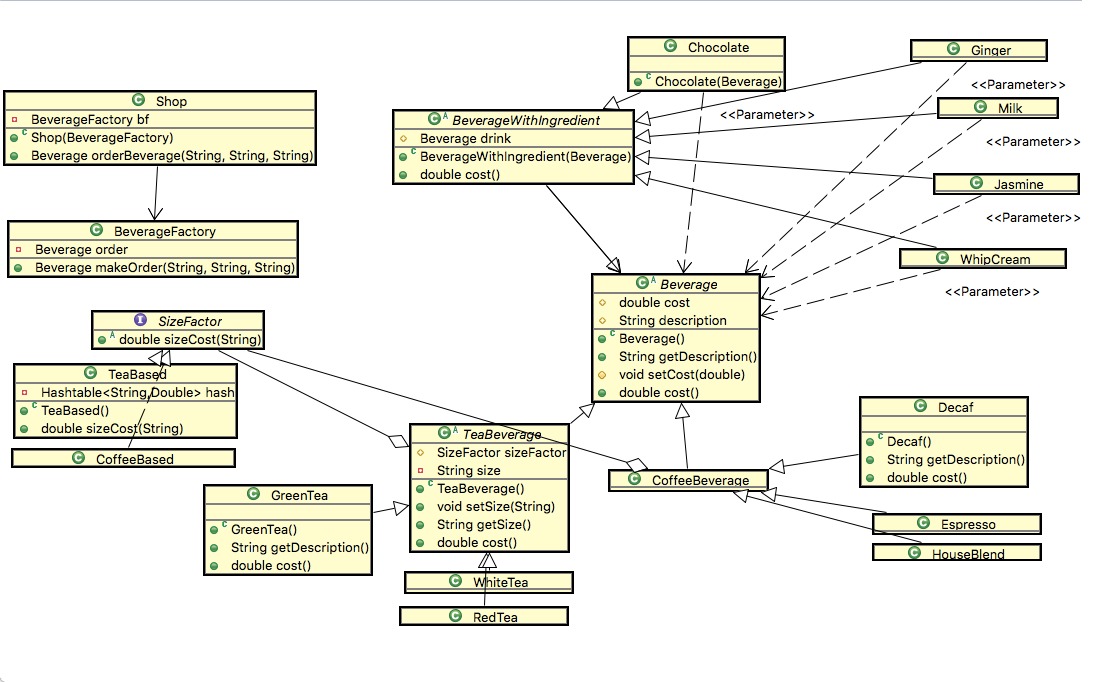 Shop
BeverageFactory bf
Shop(BeverageFactory)
Beverage orderBeverage(String, String, String)
BeverageFactory
Beverage order
Beverage makeOrder(String, String, String)
Chocolate
Chocolate(Beverage)
Ginger
<<Parameter>>
Milk
<<Parameter>>
<<Parameter>>
Jasmine
<<Parameter>>
WhipCream
<<Parameter>>
A BeverageWithIngredient
Beverage drink
c BeverageWithIngredient(Beverage)
double cost()
A Beverage
double cost
String description
c Beverage()
String getDescription()
void setCost(double)
double cost()
SizeFactor
A double sizeCost(String)
TeaBased
Hashtable<String,Double> hash
c TeaBased()
double sizeCost(String)
CoffeeBased
A TeaBeverage
SizeFactor sizeFactor
String size
c TeaBeverage()
void setSize(String)
String getSize()
double cost()
CoffeeBeverage
Decaf
c Decaf()
String getDescription()
double cost()
Espresso
HouseBlend
GreenTea
c GreenTea()
String getDescription()
double cost()
WhiteTea
RedTea